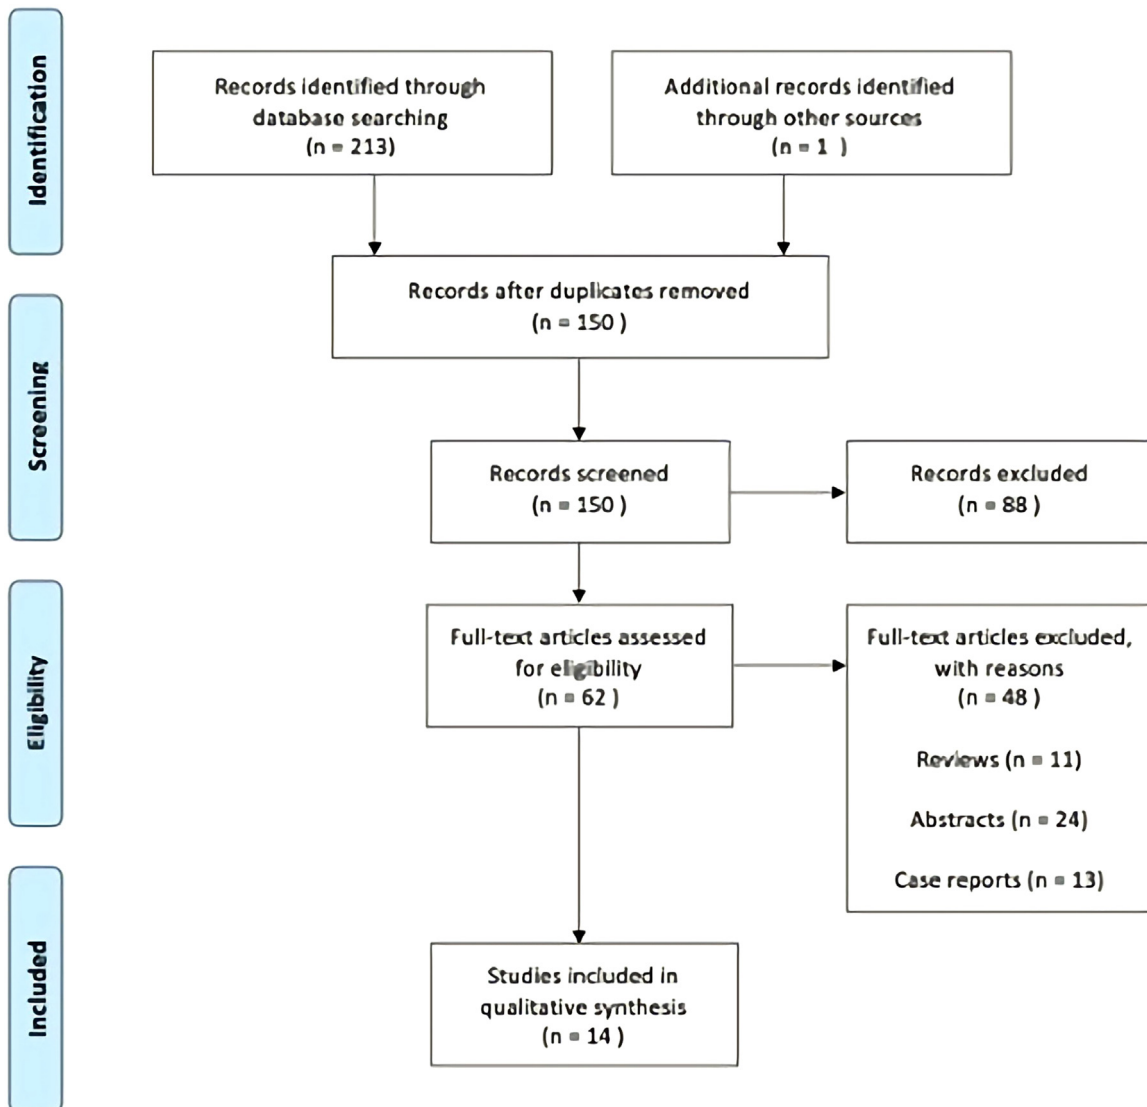 Identification
Records identified through
database searching
(n = 213)
Additional records identified
through other sources
(n = 1 )
Records after duplicates removed
(n = 150 )
Screening
Records screened
(n = 150 )
Records excluded
(n = 88 )
Eligibility
Full-text articles assessed
for eligibility
(n = 62 )
Full-text articles excluded,
with reasons
(n = 48 )
Reviews (n = 11)
Abstracts (n = 24)
Case reports (n = 13)
Included
Studies included in
qualitative synthesis
(n = 14 )